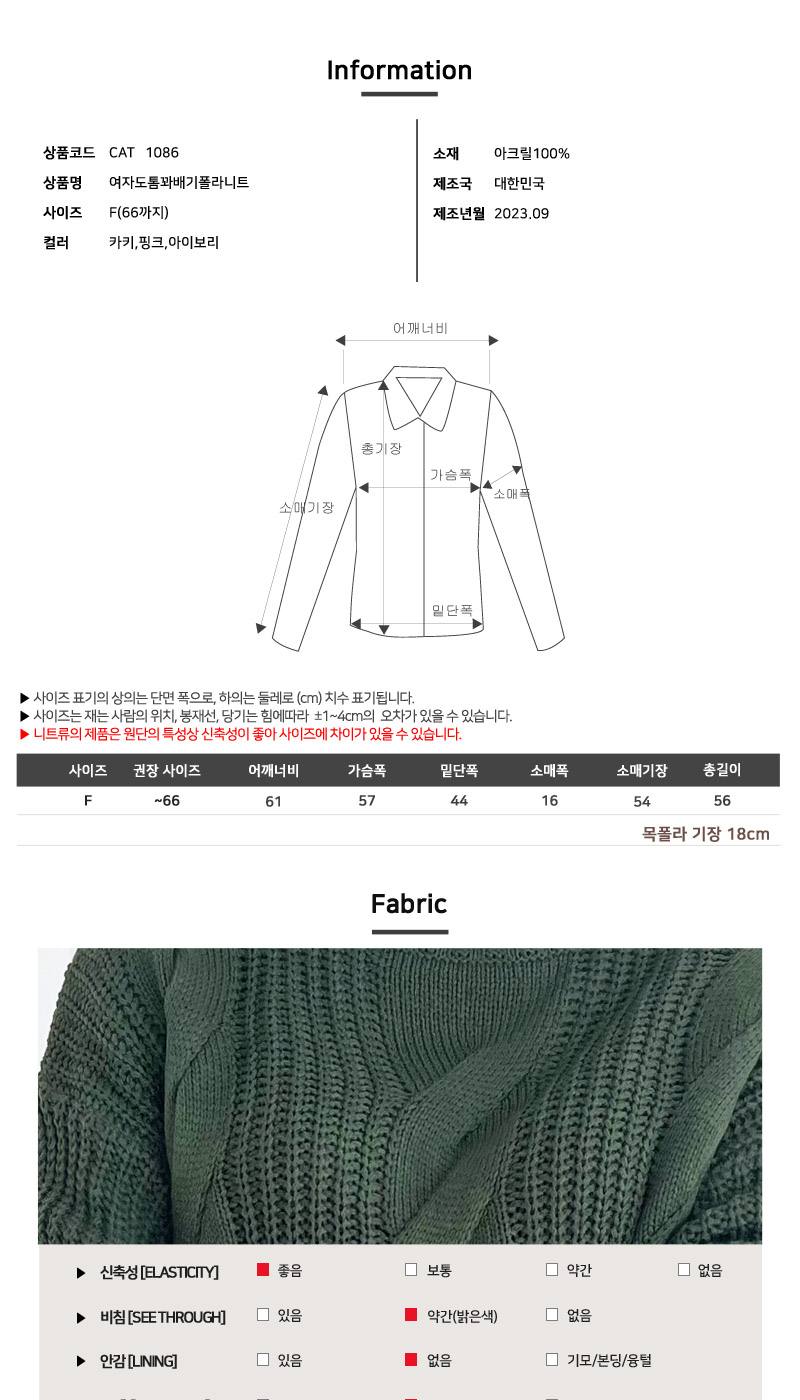 Information
상품코드 CAT 1086
상품명 여자도톰꽈배기폴라니트
사이즈 F(66까지)
컬러 카키,핑크,아이보리
소재 아크릴100%
제조국 대한민국
제조년월 2023.09
어깨너비
총기장
가슴폭
소매폭
소매기장
밑단폭
▶ 사이즈 표기의 상의는 단면 폭으로, 하의는 둘레로 (cm) 치수 표기됩니다.
▶ 사이즈는 재는 사람의 위치, 봉재선, 당기는 힘에따라 ±1~4cm의 오차가 있을 수 있습니다.
▶ 니트류의 제품은 원단의 특성상 신축성이 좋아 사이즈에 차이가 있을 수 있습니다.
사이즈 권장 사이즈 어깨너비 가슴폭 밑단폭 소매폭 소매기장 총길이
F ~66 61 57 44 16 54 56
목폴라 기장 18cm
Fabric
▶ 신축성 [ELASTICITY] 좋음 보통 약간 없음
▶ 비침 [SEE THROUGH] 있음 약간(밝은색) 없음
▶ 안감 [LINING] 있음 없음 기모/본딩/융털